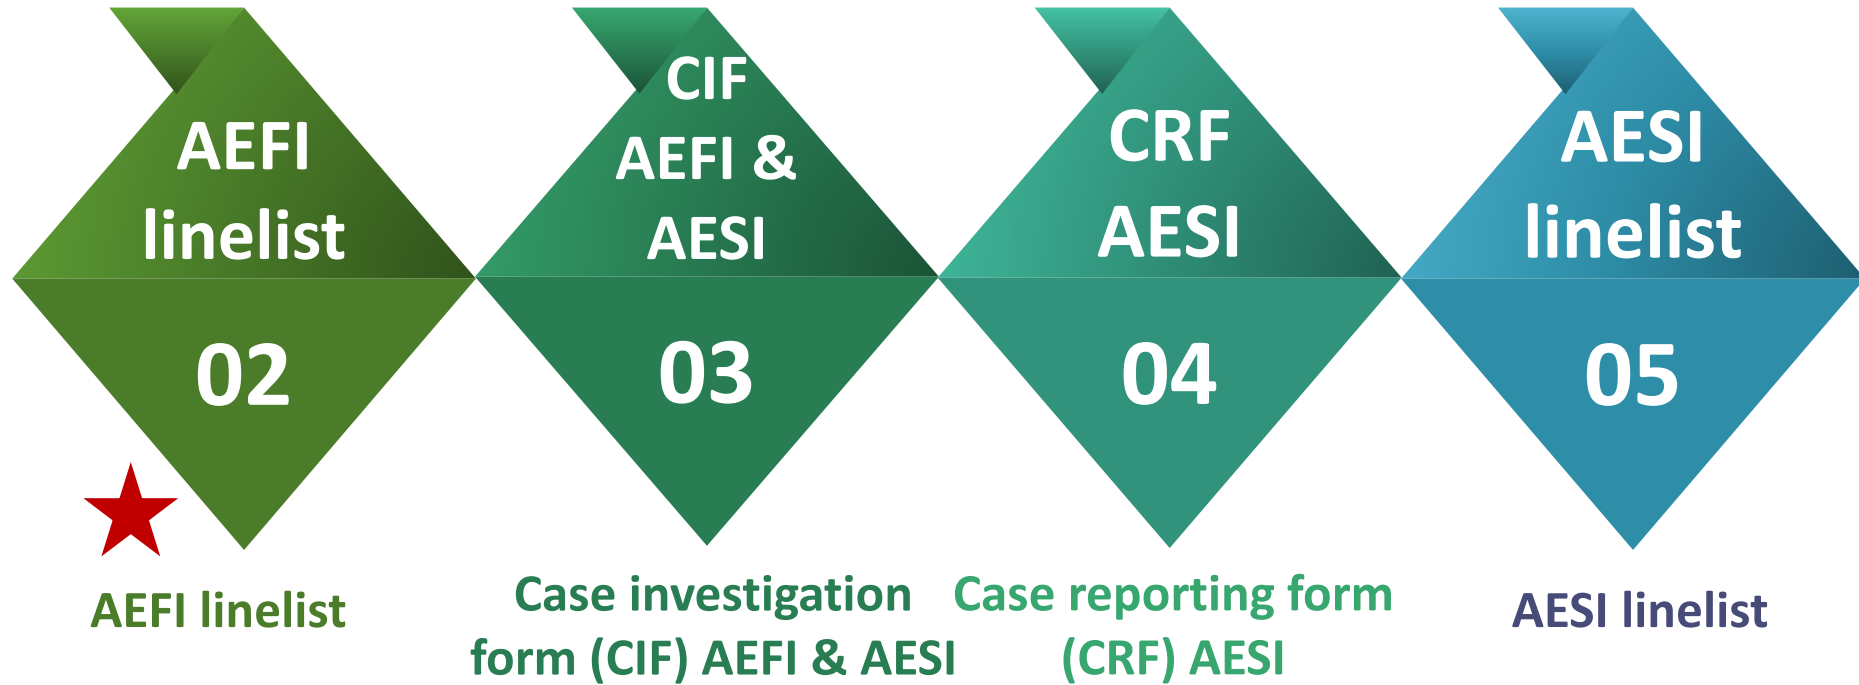 AEFI
linelist
02
AEFI linelist
CIF
AEFI &
AESI
03
Case investigation
form (CIF) AEFI & AESI
CRF
AESI
04
Case reporting form
(CRF) AESI
AESI
linelist
05
AESI linelist